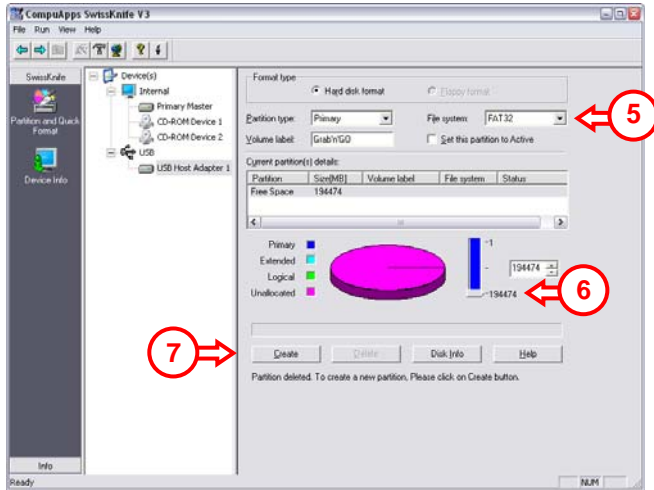 CompuApps SwissKnife V3
File Run View Help
SwissKnife
Partition and Quick
Format
Device Info
Info
Device(s)
Internal
Primary Master
CD-ROM Device 1
CD-ROM Device 2
USB
USB Host Adapter 1
Format type
Hard disk format
Floppy format
Partition type: Primary File system: FAT32
5
Volume label: Grab'n'GO Set this partition to Active
Current partition(s) details:
Partition Size(MB) Volume label File system Status
Free Space 194474
Primary
Extended
Logical
Unallocated
-1
-
194474
-194474
6
7
Create Delete Disk Info Help
Partition deleted. To create a new partition, Please click on Create button.
Ready NUM